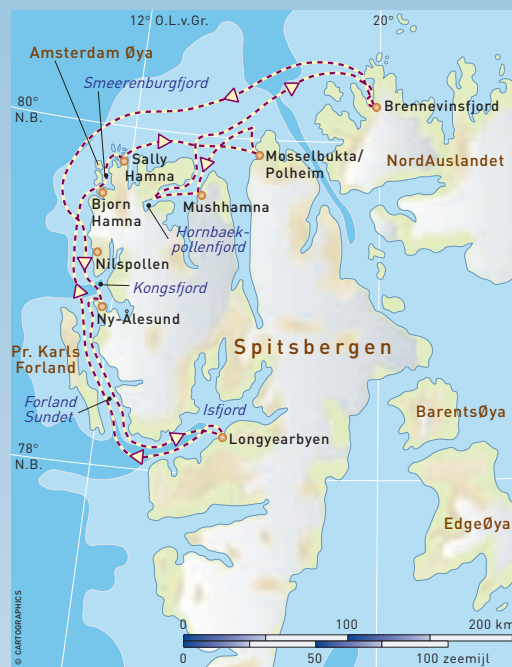 12° O.L.v.Gr.
20°
Amsterdam Øya
Smeerenburgfjord
80°
N.B.
Brennevinsfjord
Sally
Hamna
Mosselbukta/
Polheim
NordAuslandet
Bjorn
Hamna
Mushhamna
Hornbaek-
pollenfjord
Nilspollen
Kongsfjord
Ny-Ålesund
Pr. Karls
Forland
Spitsbergen
Forland
Sundet
Isfjord
BarentsØya
Longyearbyen
78°
N.B.
EdgeØya
© CARTOGRAPHICS
0
100
200 km
0
50
100 zeemijl